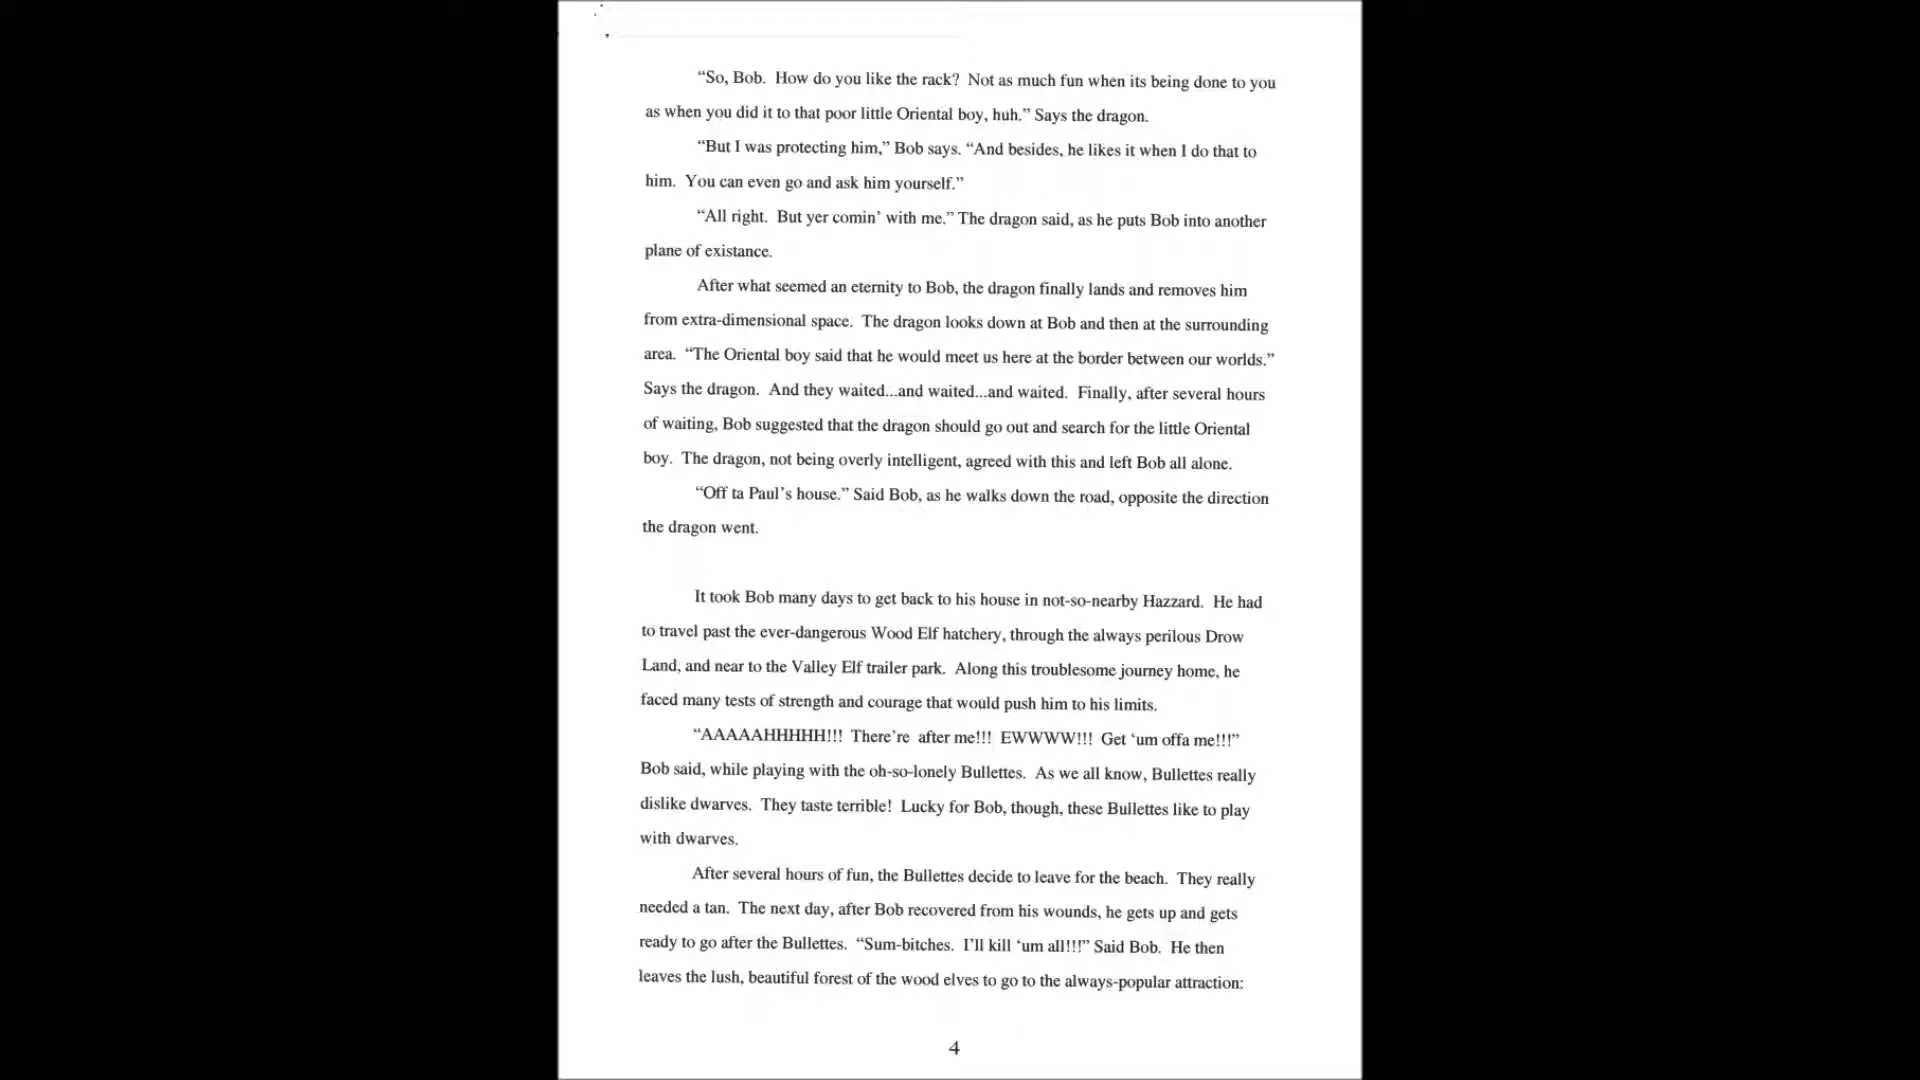 “So, Bob.  How do you like the rack?  Not as much fun when its being done to you
as when you did it to that poor little Oriental boy, huh.” Says the dragon.
“But I was protecting him,” Bob says. “And besides, he likes it when I do that to
him.  You can even go and ask him yourself.”
“All right.  But yer comin’ with me.” The dragon said, as he puts Bob into another
plane of existance.
After what seemed an eternity to Bob, the dragon finally lands and removes him
from extra-dimensional space.  The dragon looks down at Bob and then at the surrounding
area.  “The Oriental boy said that he would meet us here at the border between our worlds.”
Says the dragon.  And they waited...and waited...and waited.  Finally, after several hours
of waiting, Bob suggested that the dragon should go out and search for the little Oriental
boy.  The dragon, not being overly intelligent, agreed with this and left Bob all alone.
“Off ta Paul’s house.” Said Bob, as he walks down the road, opposite the direction
the dragon went.
It took Bob many days to get back to his house in not-so-nearby Hazzard.  He had
to travel past the ever-dangerous Wood Elf hatchery, through the always perilous Drow
Land, and near to the Valley Elf trailer park.  Along this troublesome journey home, he
faced many tests of strength and courage that would push him to his limits.
“AAAAAHHHHH!!!  There’re  after me!!!  EWWWW!!!  Get ‘um offa me!!!”
Bob said, while playing with the oh-so-lonely Bullettes.  As we all know, Bullettes really
dislike dwarves.  They taste terrible!  Lucky for Bob, though, these Bullettes like to play
with dwarves.
After several hours of fun, the Bullettes decide to leave for the beach.  They really
needed a tan.  The next day, after Bob recovered from his wounds, he gets up and gets
ready to go after the Bullettes.  “Sum-bitches.  I’ll kill ‘um all!!!” Said Bob.  He then
leaves the lush, beautiful forest of the wood elves to go to the always-popular attraction:
4